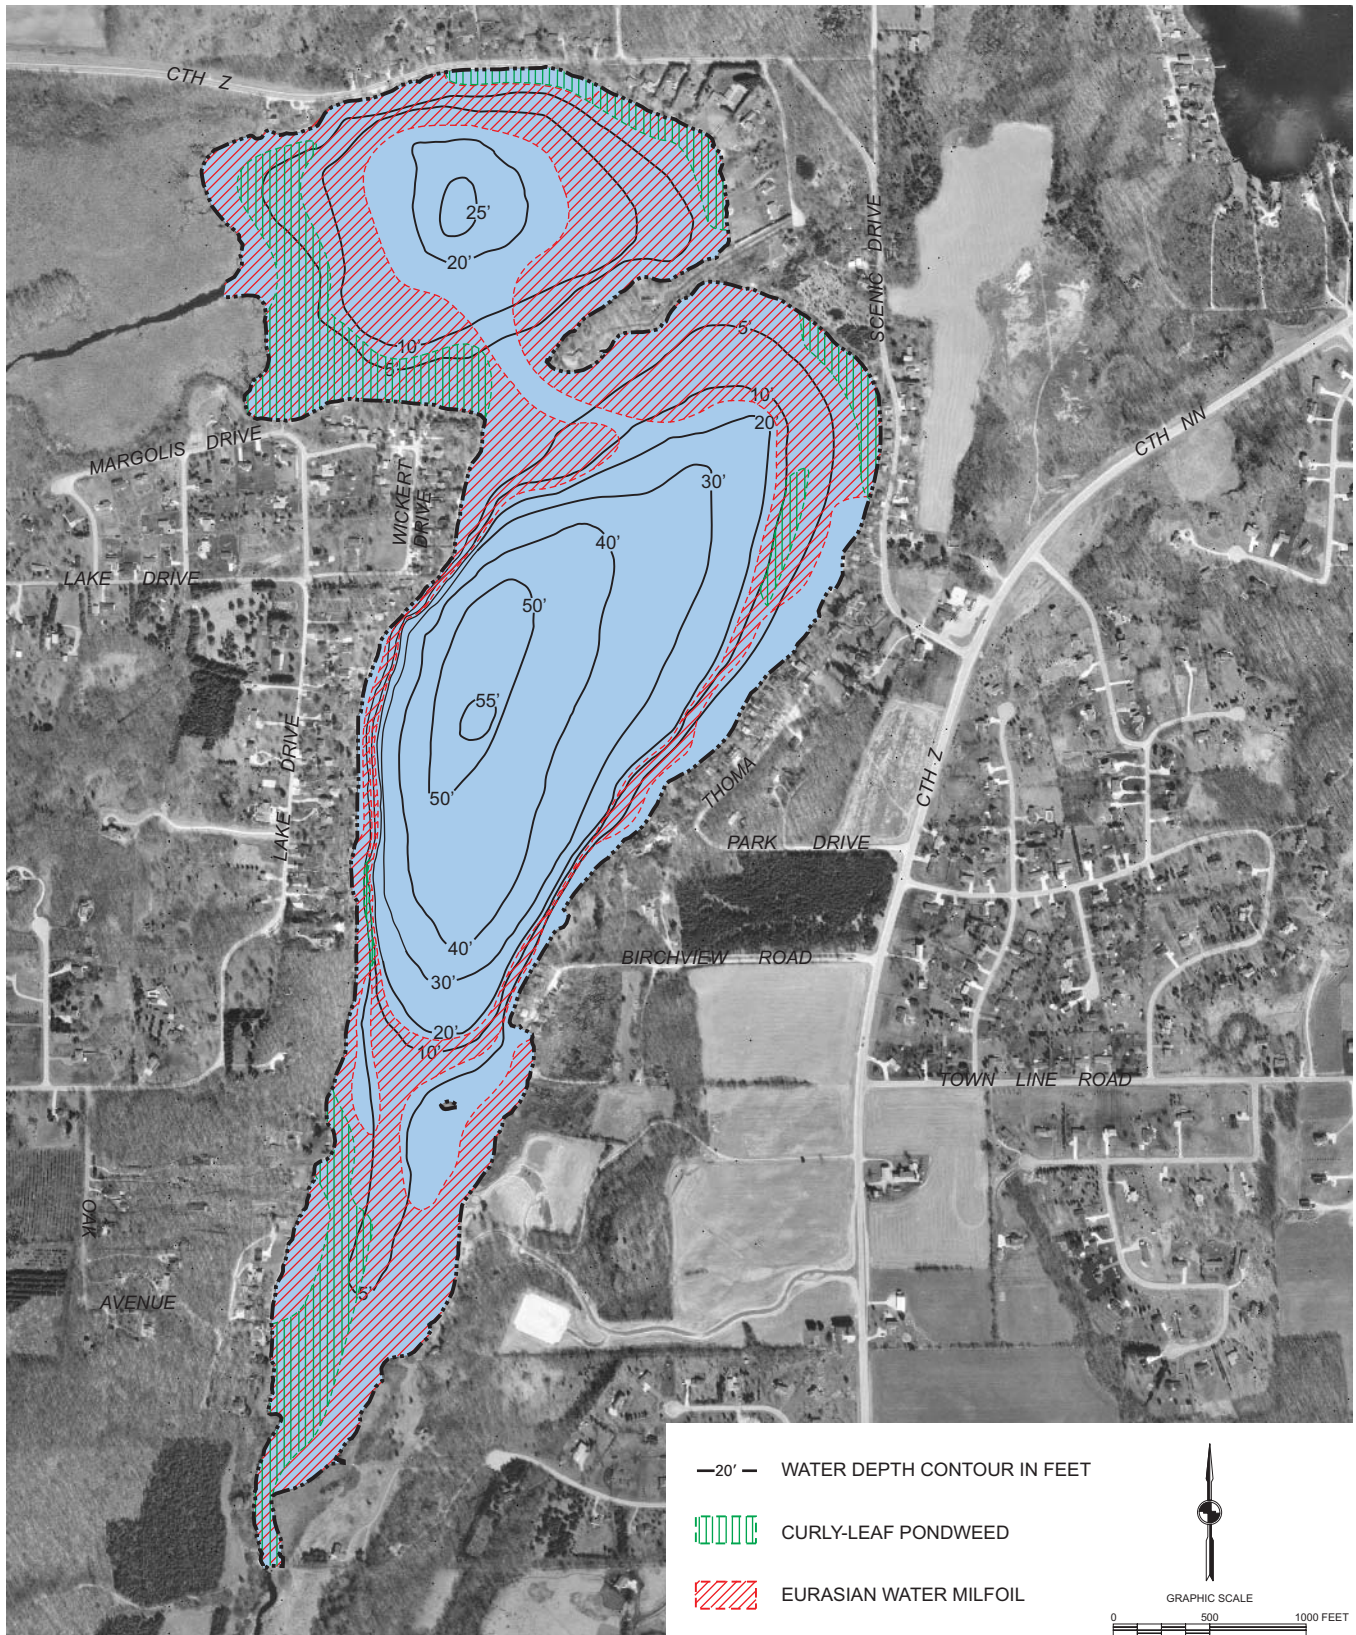 CTH Z
25'
20'
10'
5'
5'
10'
20'
30'
40'
50'
55'
50'
40'
30'
20'
10'
5'
SCENIC DRIVE
CTH NN
MARGOLIS DRIVE
WICKERT
DRIVE
LAKE DRIVE
LAKE DRIVE
THOMA
PARK DRIVE
CTH Z
BIRCHVIEW ROAD
TOWN LINE ROAD
OAK
AVENUE
20' WATER DEPTH CONTOUR IN FEET
CURLY-LEAF PONDWEED
EURASIAN WATER MILFOIL
GRAPHIC SCALE
0 500 1000 FEET